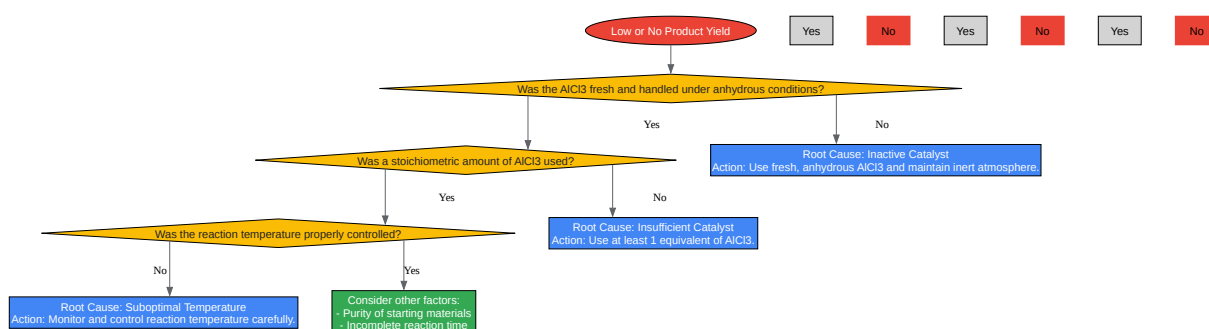 Low or No Product Yield
Yes
No
Yes
No
Yes
No
Was the AlCl3 fresh and handled under anhydrous conditions?
Yes
No
Was a stoichiometric amount of AlCl3 used?
Root Cause: Inactive Catalyst
Action: Use fresh, anhydrous AlCl3 and maintain inert atmosphere.
Yes
No
Was the reaction temperature properly controlled?
Root Cause: Insufficient Catalyst
Action: Use at least 1 equivalent of AlCl3.
No
Yes
Root Cause: Suboptimal Temperature
Action: Monitor and control reaction temperature carefully.
Consider other factors:
- Purity of starting materials
- Incomplete reaction time